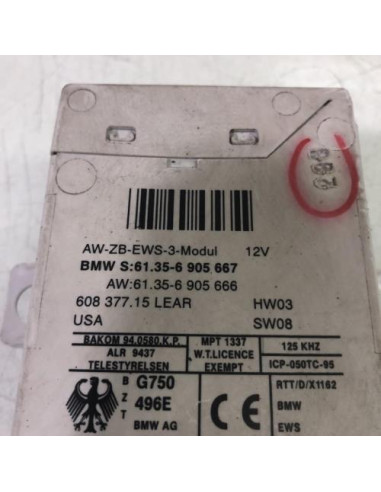 AW-ZB-EWS-3-Modul 12V
BMW S:61.35-6 905 667
AW:61.35-6 905 666
608 377.15 LEAR HW03
USA SW08
BAKOM 94.0580.K.P.
ALR 9437
TELESTYRELSEN
MPT 1337
W.T.LICENCE
EXEMPT
125 KHZ
ICP-050TC-95
BZT
G750
496E
BMW AG
CE
RTT/D/X1162
BMW
EWS